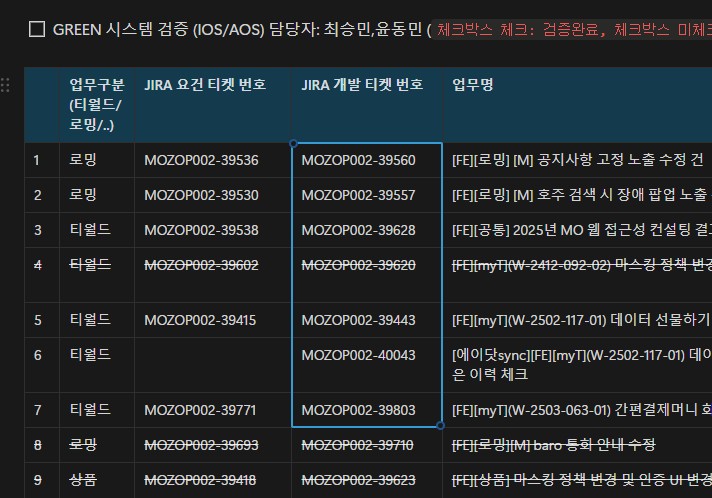 GREEN 시스템 검증 (IOS/AOS) 담당자: 최승민,윤동민 ( 체크박스 체크: 검증완료, 체크박스 미체
업무구분 (티월드/로밍/..) JIRA 요건 티켓 번호 JIRA 개발 티켓 번호 업무명
1 로밍 MOZOP002-39536 MOZOP002-39560 [FE][로밍] [M] 공지사항 고정 노출 수정 건
2 로밍 MOZOP002-39530 MOZOP002-39557 [FE][로밍] [M] 호주 검색 시 장애 팝업 노출
3 티월드 MOZOP002-39538 MOZOP002-39628 [FE][공통] 2025년 MO 웹 접근성 컨설팅 결
4 티월드 MOZOP002-39602 MOZOP002-39620 [FE][myT](W-2412-092-02) 마스킹 정책 변경
5 티월드 MOZOP002-39415 MOZOP002-39443 [FE][myT](W-2502-117-01) 데이터 선물하기
6 티월드 MOZOP002-40043 [에이닷sync][FE][myT](W-2502-117-01) 데
은 이력 체크
7 티월드 MOZOP002-39771 MOZOP002-39803 [FE][myT](W-2503-063-01) 간편결제머니
8 로밍 MOZOP002-39693 MOZOP002-39710 [FE][로밍][M] baro 통화 안내 수정
9 상품 MOZOP002-39418 MOZOP002-39623 [FE][상품] 마스킹 정책 변경 및 인증 UI 변경